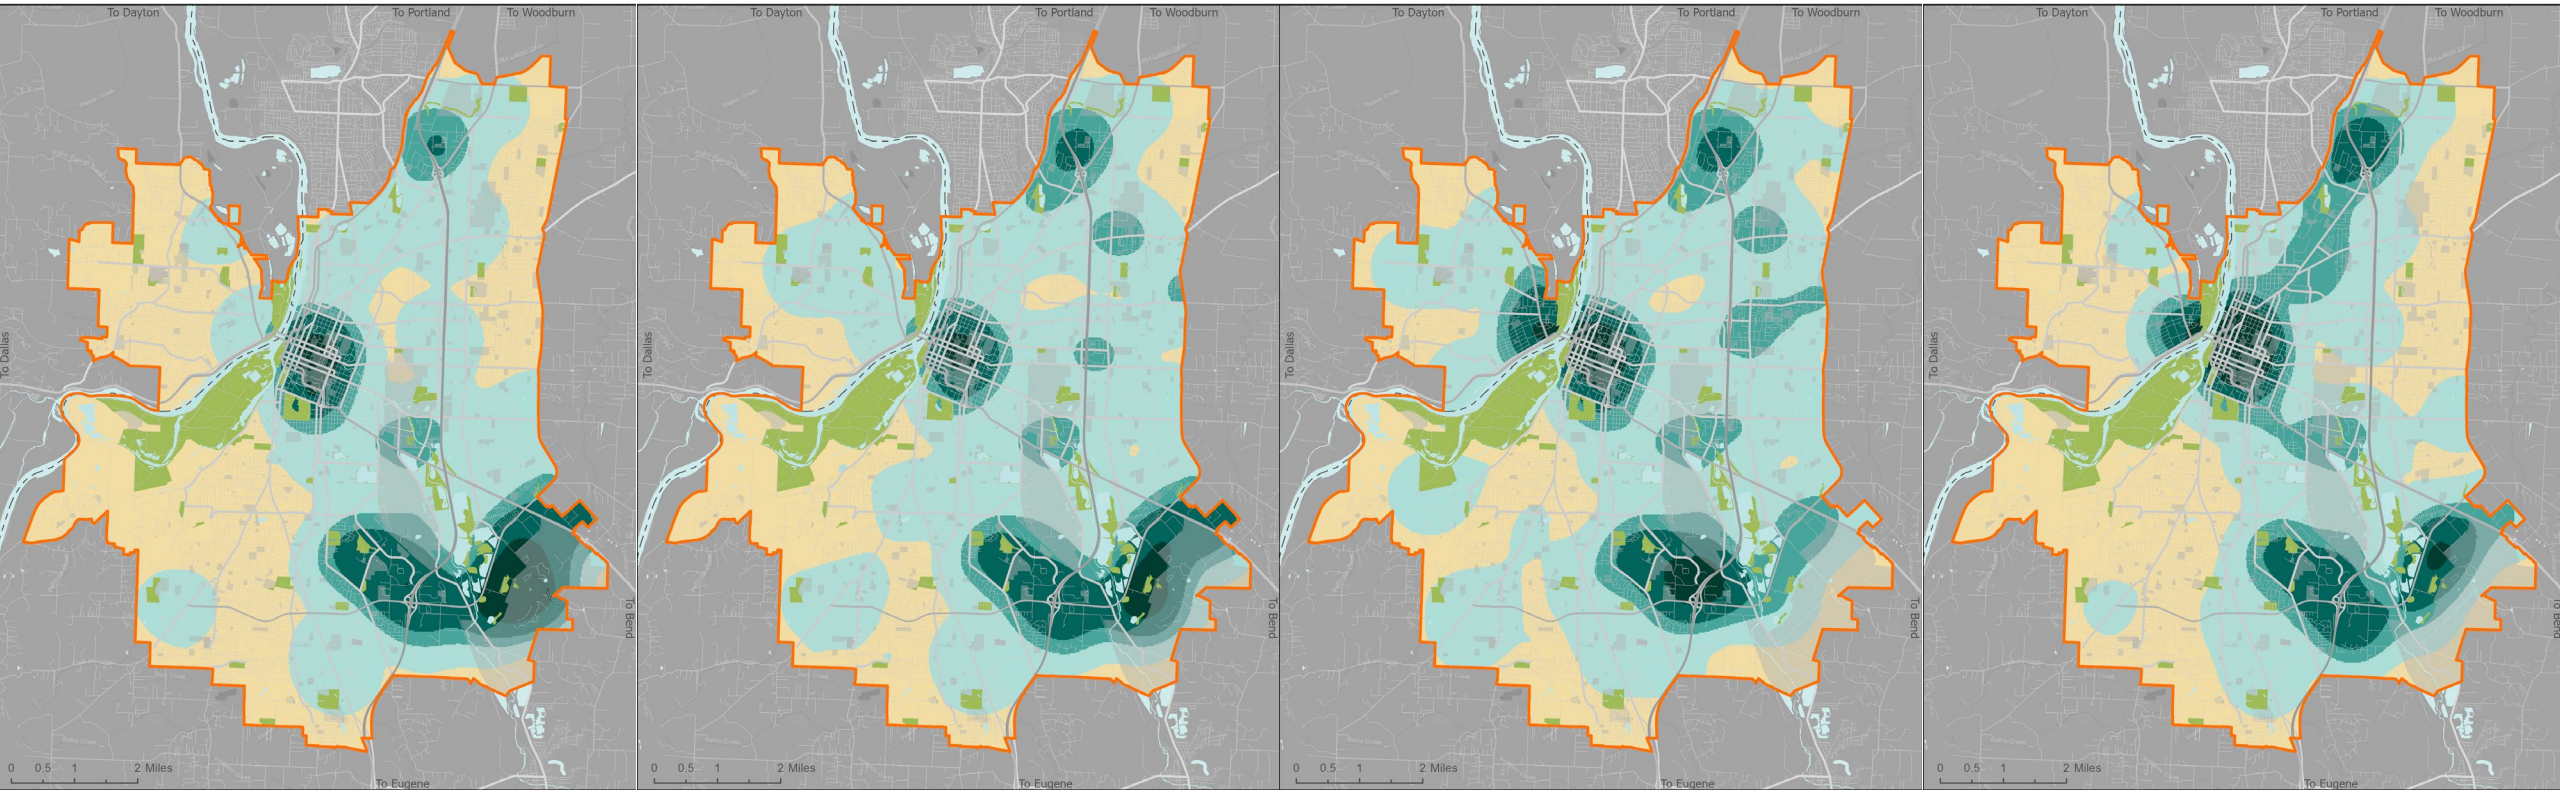 To Dayton
To Portland
To Woodburn
To Dallas
To Bend
0 0.5 1 2 Miles
To Eugene
To Dayton
To Portland
To Woodburn
To Dallas
To Bend
0 0.5 1 2 Miles
To Eugene
To Dayton
To Portland
To Woodburn
To Dallas
To Bend
0 0.5 1 2 Miles
To Eugene
To Dayton
To Portland
To Woodburn
To Dallas
To Bend
0 0.5 1 2 Miles
To Eugene